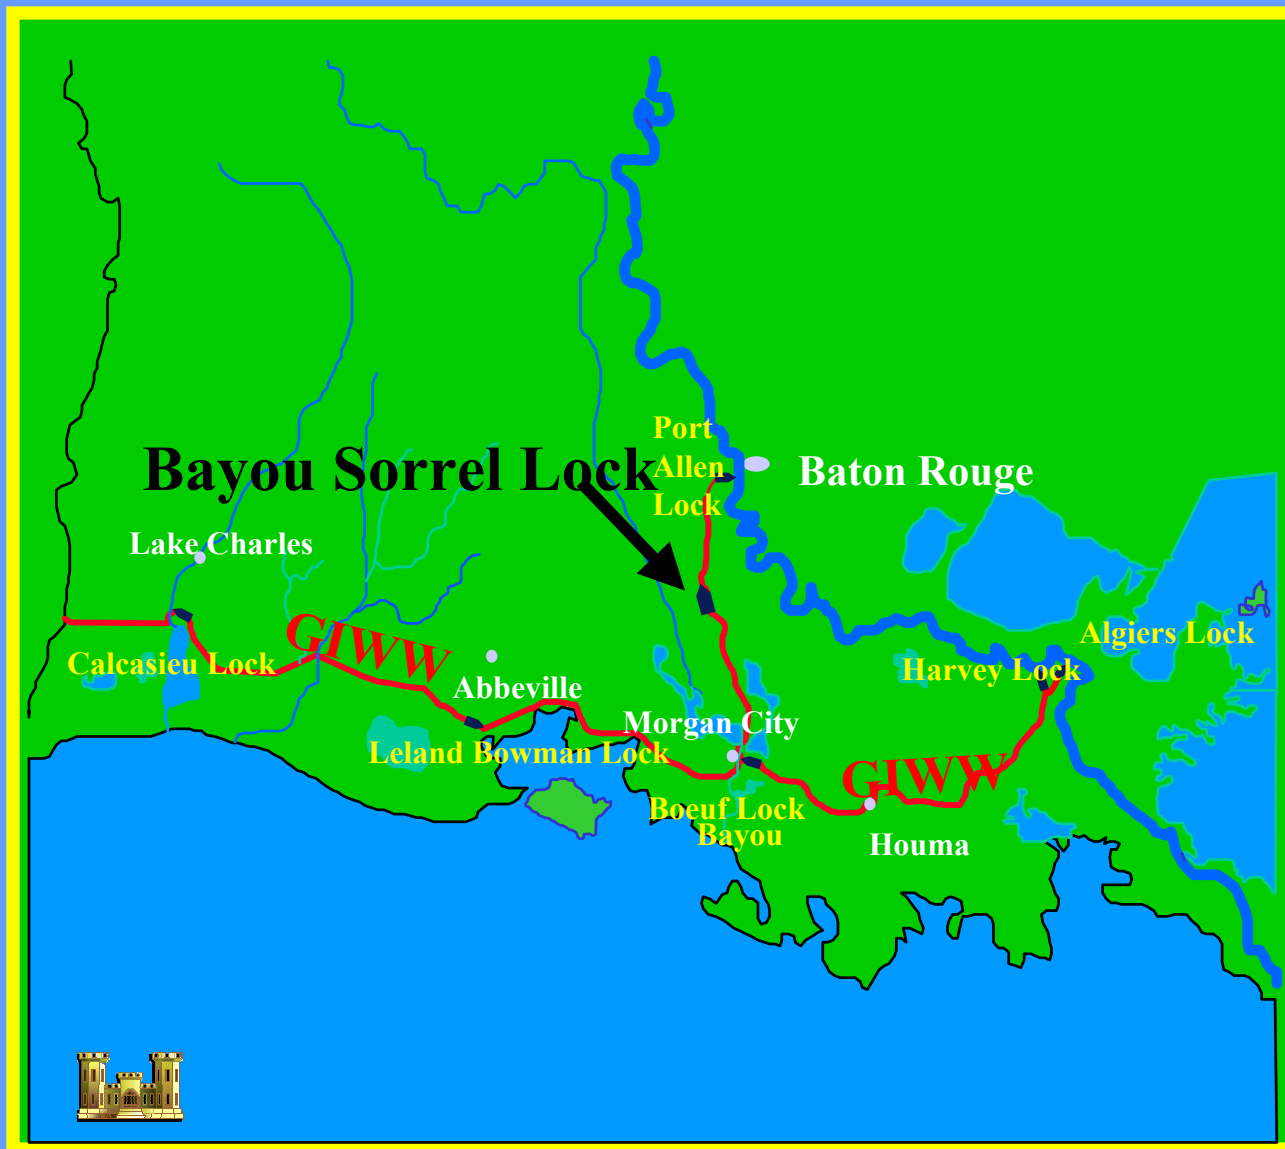 Port
Allen
Lock
Bayou Sorrel Lock
Baton Rouge
Lake Charles
GIWW
Algiers Lock
Calcasieu Lock
Harvey Lock
Abbeville
Morgan City
Leland Bowman Lock
GIWW
Boeuf Lock
Bayou
Houma